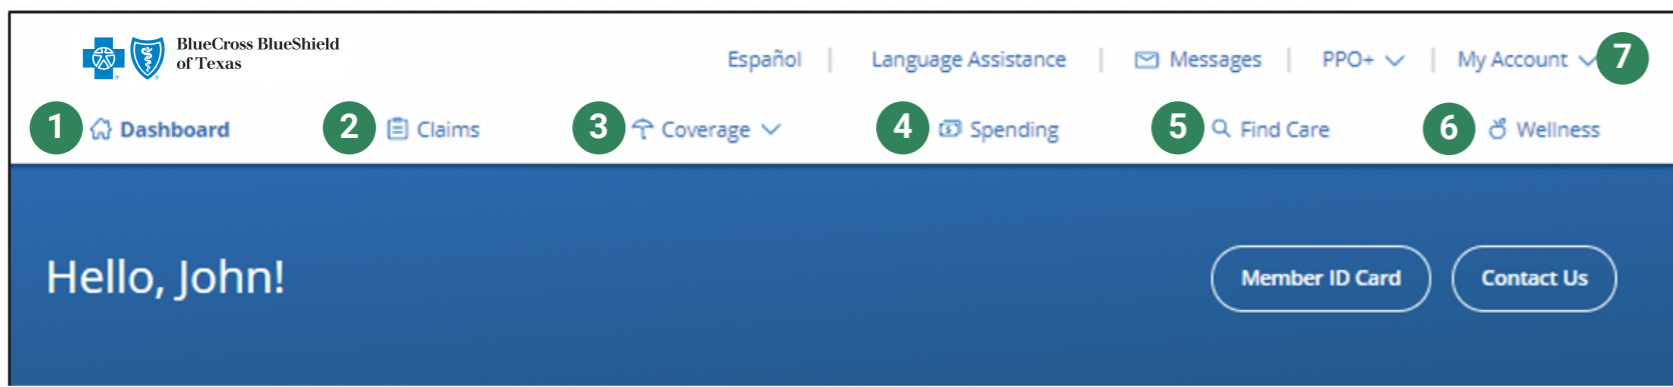 BlueCross BlueShield
of Texas
Español | Language Assistance | Messages | PPO+ | My Account 7
1 Dashboard 2 Claims 3 Coverage 4 Spending 5 Find Care 6 Wellness
Hello, John! Member ID Card Contact Us